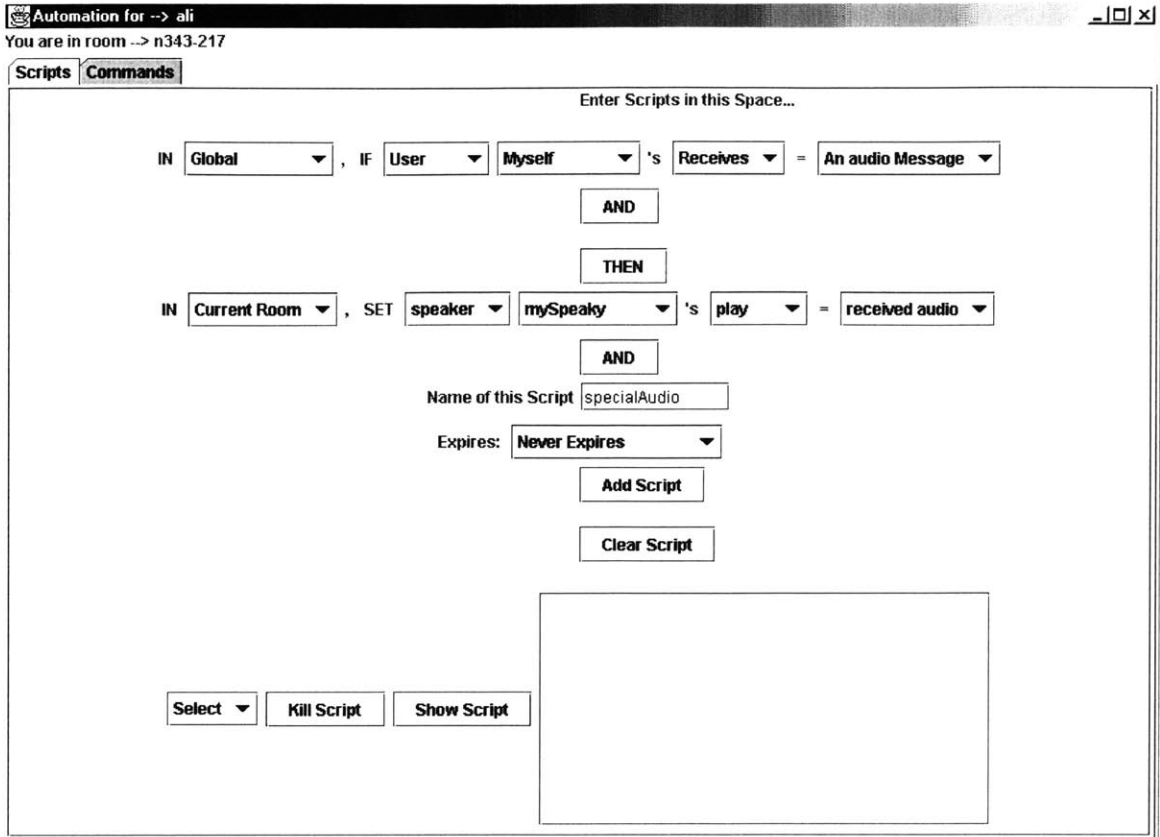 Automation for --> ali
You are in room --> n343-217
Scripts Commands
Enter Scripts in this Space...
IN Global , IF User Myself 's Receives = An audio Message
AND
THEN
IN Current Room , SET speaker mySpeaky 's play = received audio
AND
Name of this Script specialAudio
Expires: Never Expires
Add Script
Clear Script
Select Kill Script Show Script